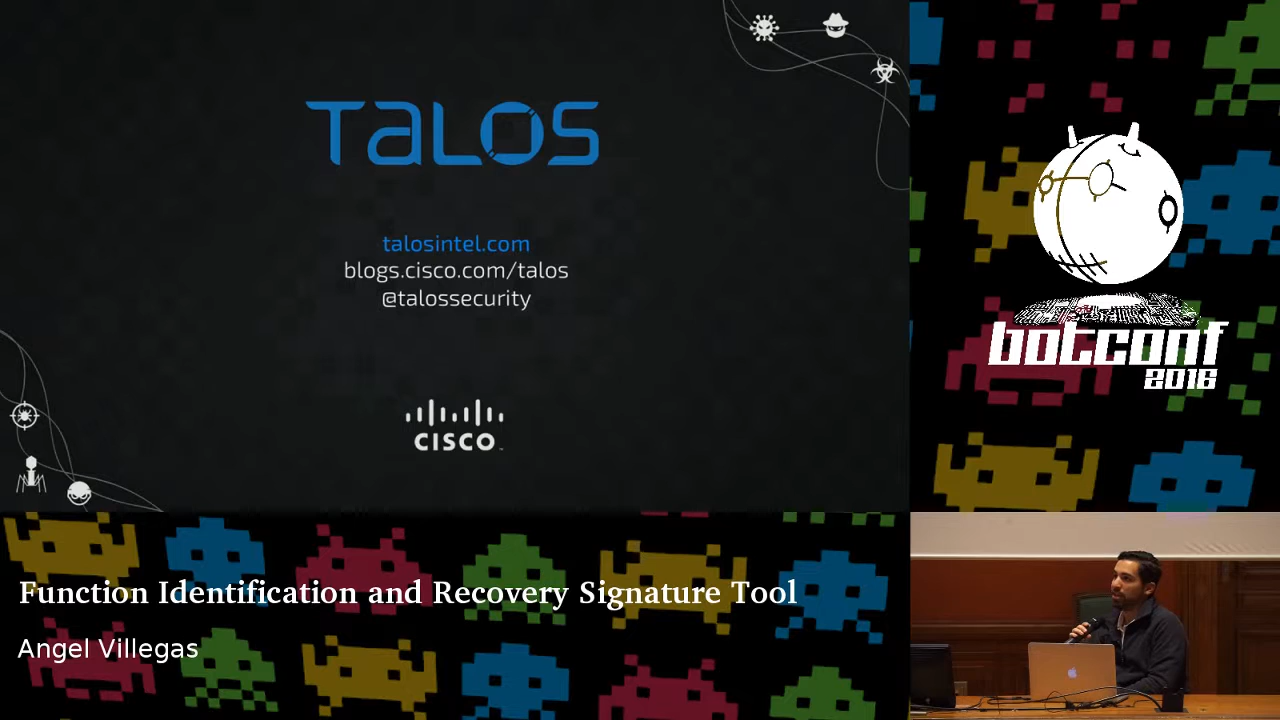 TALOS
talosintel.com
blogs.cisco.com/talos
@talossecurity
CISCO
botconf
2016
Function Identification and Recovery Signature Tool
Angel Villegas